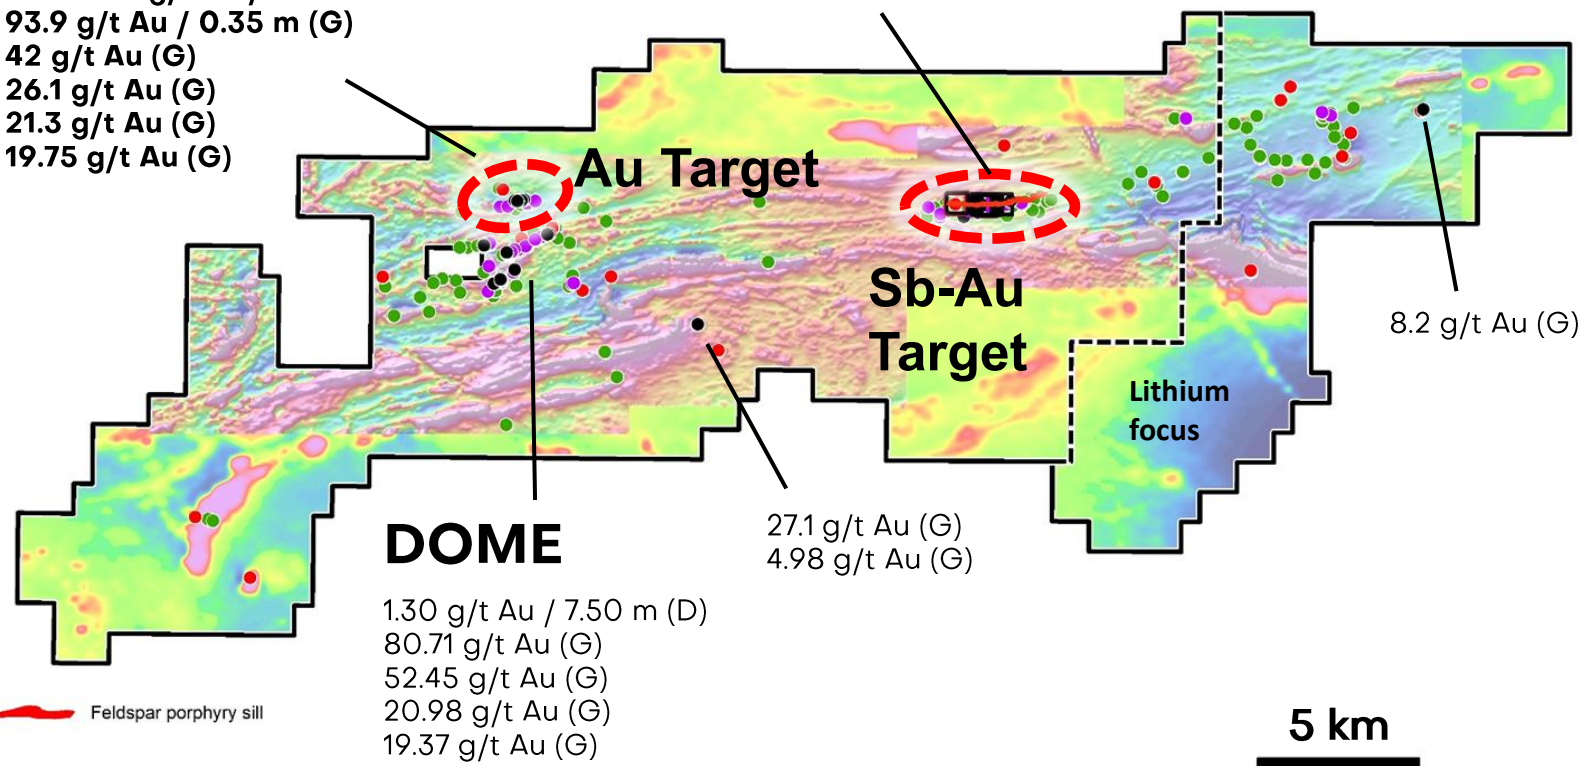 93.9 g/t Au / 0.35 m (G)
42 g/t Au (G)
26.1 g/t Au (G)
21.3 g/t Au (G)
19.75 g/t Au (G)
Au Target
Sb-Au
Target
8.2 g/t Au (G)
Lithium
focus
27.1 g/t Au (G)
4.98 g/t Au (G)
DOME
1.30 g/t Au / 7.50 m (D)
80.71 g/t Au (G)
52.45 g/t Au (G)
20.98 g/t Au (G)
19.37 g/t Au (G)
Feldspar porphyry sill
5 km